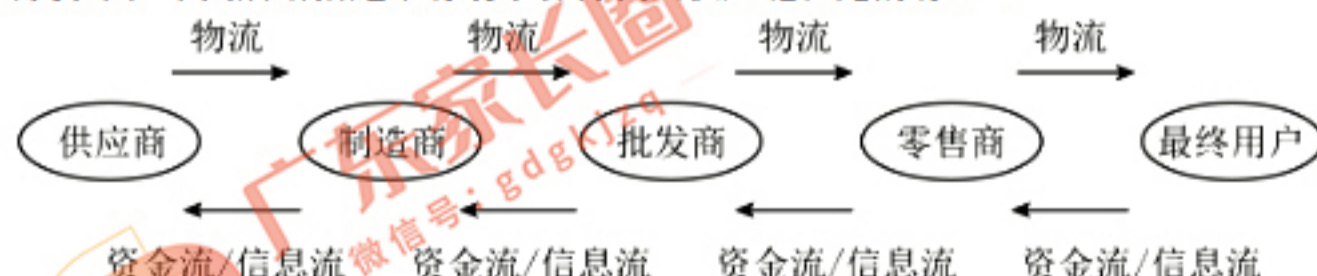 物流 物流 物流 物流
供应商 制造商 批发商 零售商 最终用户
资金流/信息流 资金流/信息流 资金流/信息流 资金流/信息流
广东家长圈
微信号:gdgkjzq